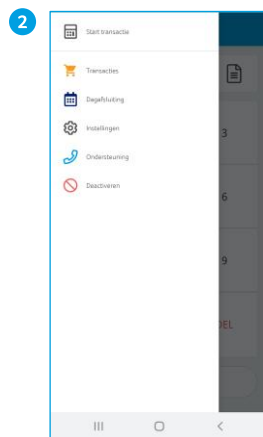 2
Start transactie
Transacties
Dagafsluiting
3
Instellingen
Ondersteuning
Deactiveren
6
9
DEL